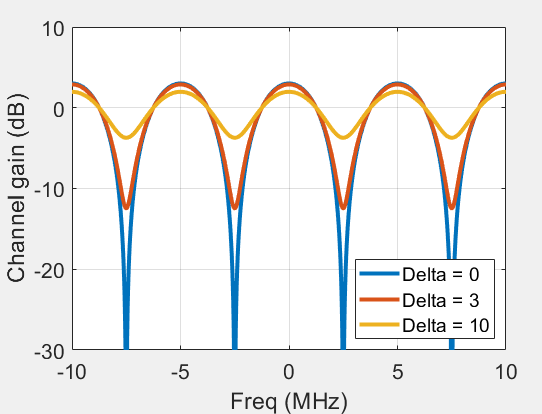 10
0
-10
-20
-30
Channel gain (dB)
Delta = 0
Delta = 3
Delta = 10
-10
-5
0
5
10
Freq (MHz)